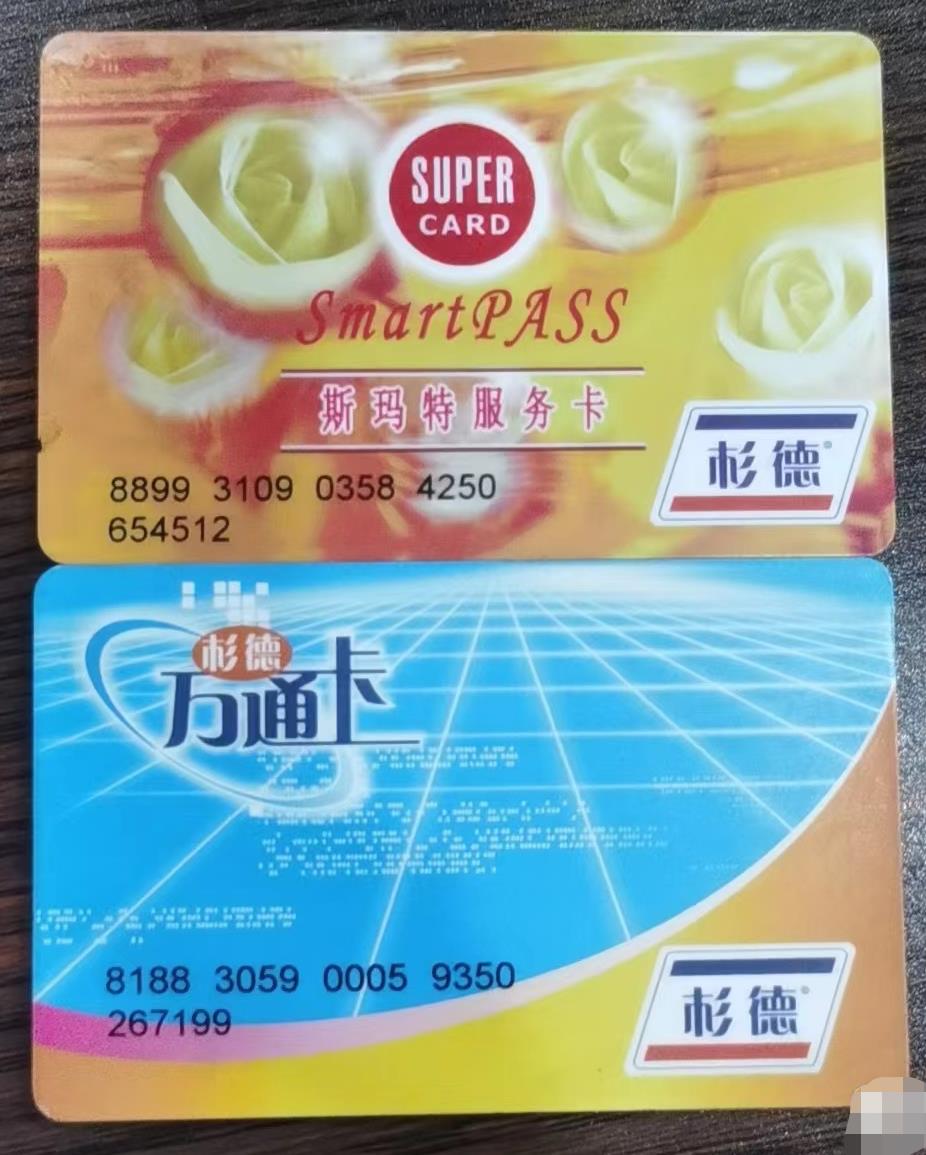 SUPER
CARD
SmartPASS
斯玛特服务卡
杉德®
8899 3109 0358 4250
654512
杉德
万通卡
8188 3059 0005 9350
267199
杉德®